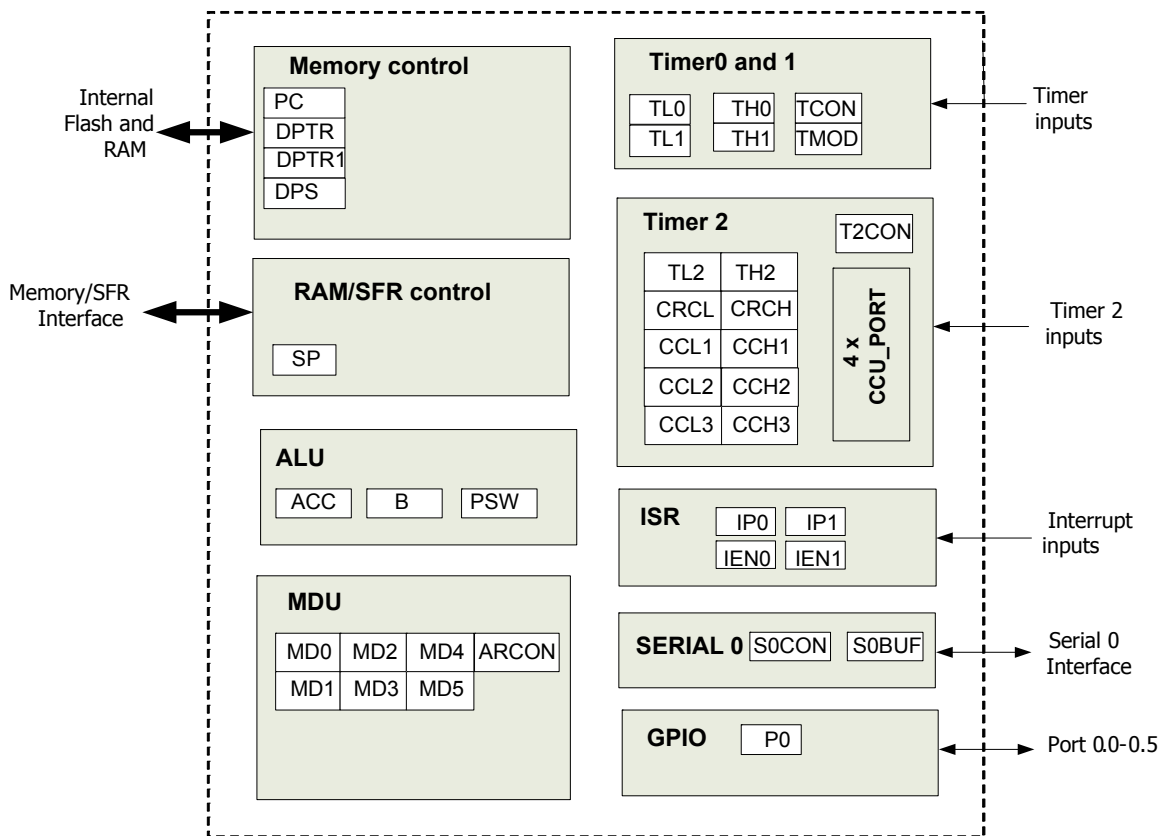 Memory control
PC
DPTR
DPTR1
DPS
Internal
Flash and
RAM
RAM/SFR control
SP
Memory/SFR
Interface
ALU
ACC B PSW
MDU
MD0 MD2 MD4 ARCON
MD1 MD3 MD5
Timer0 and 1
TL0 TH0 TCON
TL1 TH1 TMOD
Timer
inputs
Timer 2
T2CON
TL2 TH2
CRCL CRCH
CCL1 CCH1
CCL2 CCH2
CCL3 CCH3
4 x
CCU_PORT
Timer 2
inputs
ISR
IP0 IP1
IEN0 IEN1
Interrupt
inputs
SERIAL 0 S0CON S0BUF
Serial 0
Interface
GPIO P0
Port 0.0-0.5